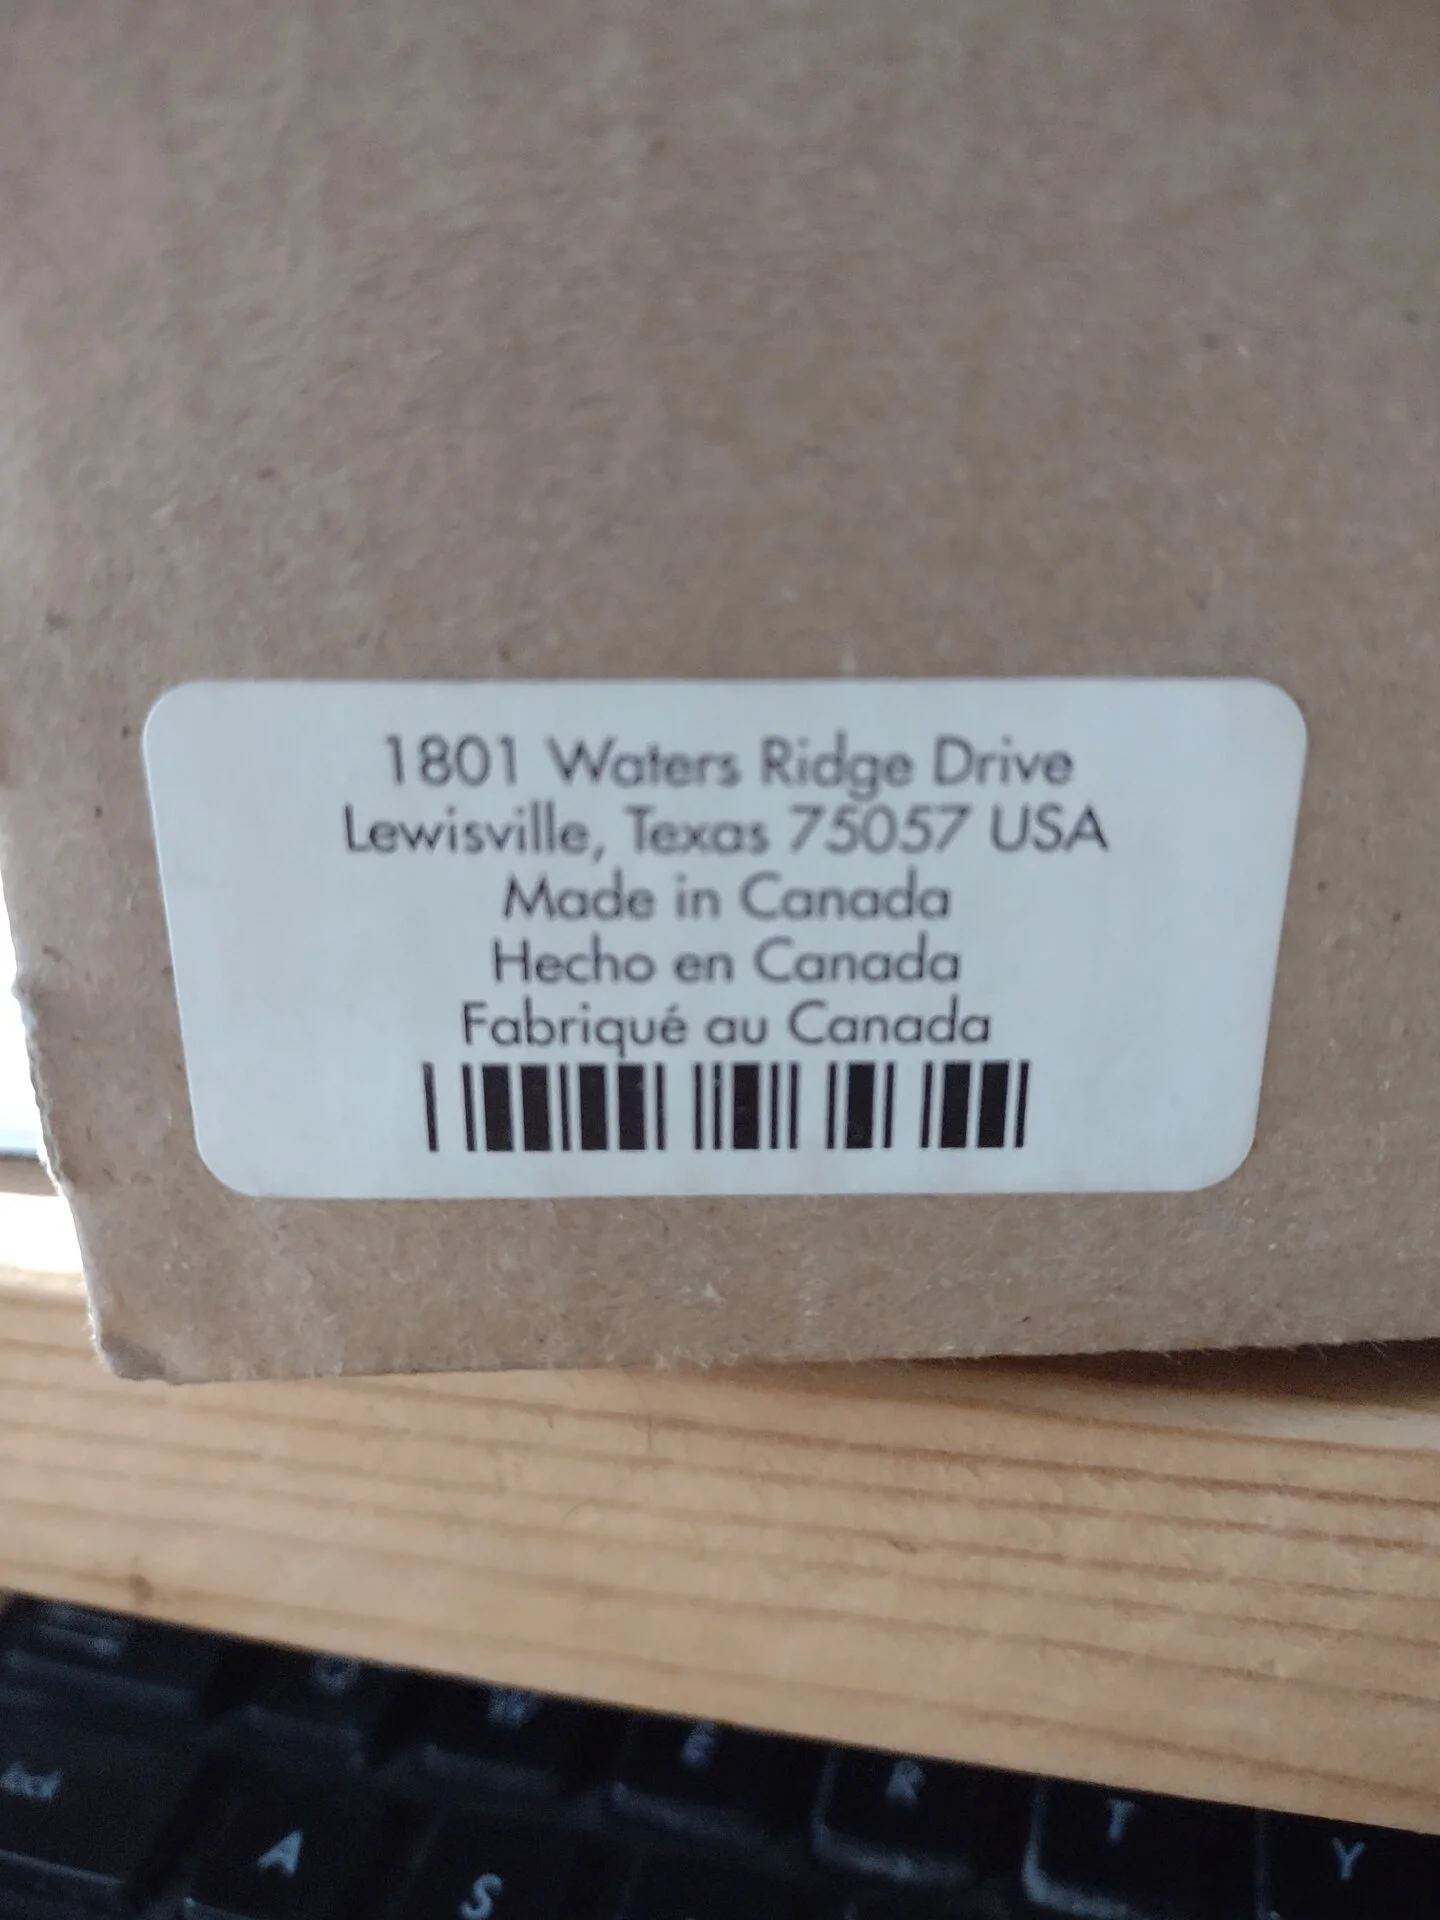 1801 Waters Ridge Drive
Lewisville, Texas 75057 USA
Made in Canada
Hecho en Canada
Fabriqué au Canada
Q W E R T Y
A S